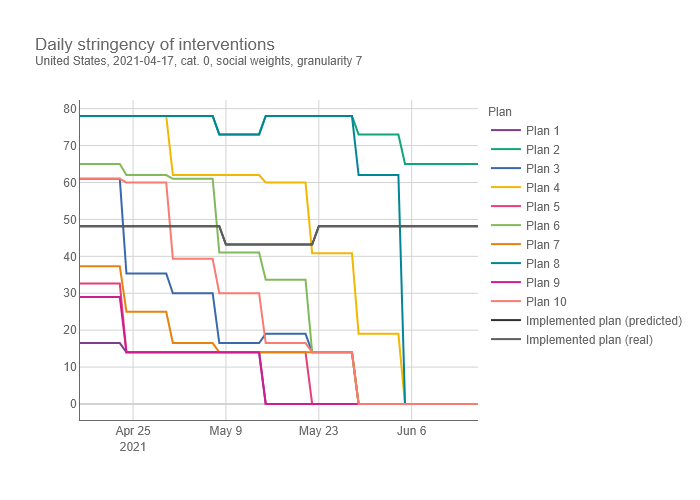 Daily stringency of interventions
United States, 2021-04-17, cat. 0, social weights, granularity 7
80
70
60
50
40
30
20
10
0
Apr 25
2021
May 9
May 23
Jun 6
Plan
Plan 1
Plan 2
Plan 3
Plan 4
Plan 5
Plan 6
Plan 7
Plan 8
Plan 9
Plan 10
Implemented plan (predicted)
Implemented plan (real)